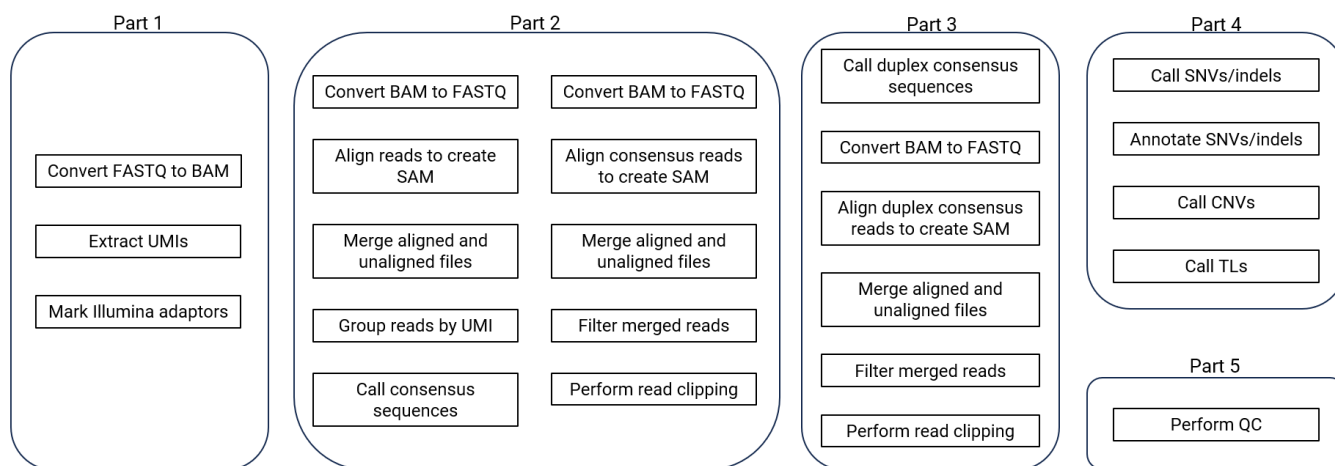 Part 1
Convert FASTQ to BAM
Extract UMIs
Mark Illumina adaptors
Part 2
Convert BAM to FASTQ
Align reads to create
SAM
Merge aligned and
unaligned files
Group reads by UMI
Call consensus
sequences
Convert BAM to FASTQ
Align consensus reads
to create SAM
Merge aligned and
unaligned files
Filter merged reads
Perform read clipping
Part 3
Call duplex consensus
sequences
Convert BAM to FASTQ
Align duplex consensus
reads to create SAM
Merge aligned and
unaligned files
Filter merged reads
Perform read clipping
Part 4
Call SNVs/indels
Annotate SNVs/indels
Call CNVs
Call TLs
Part 5
Perform QC